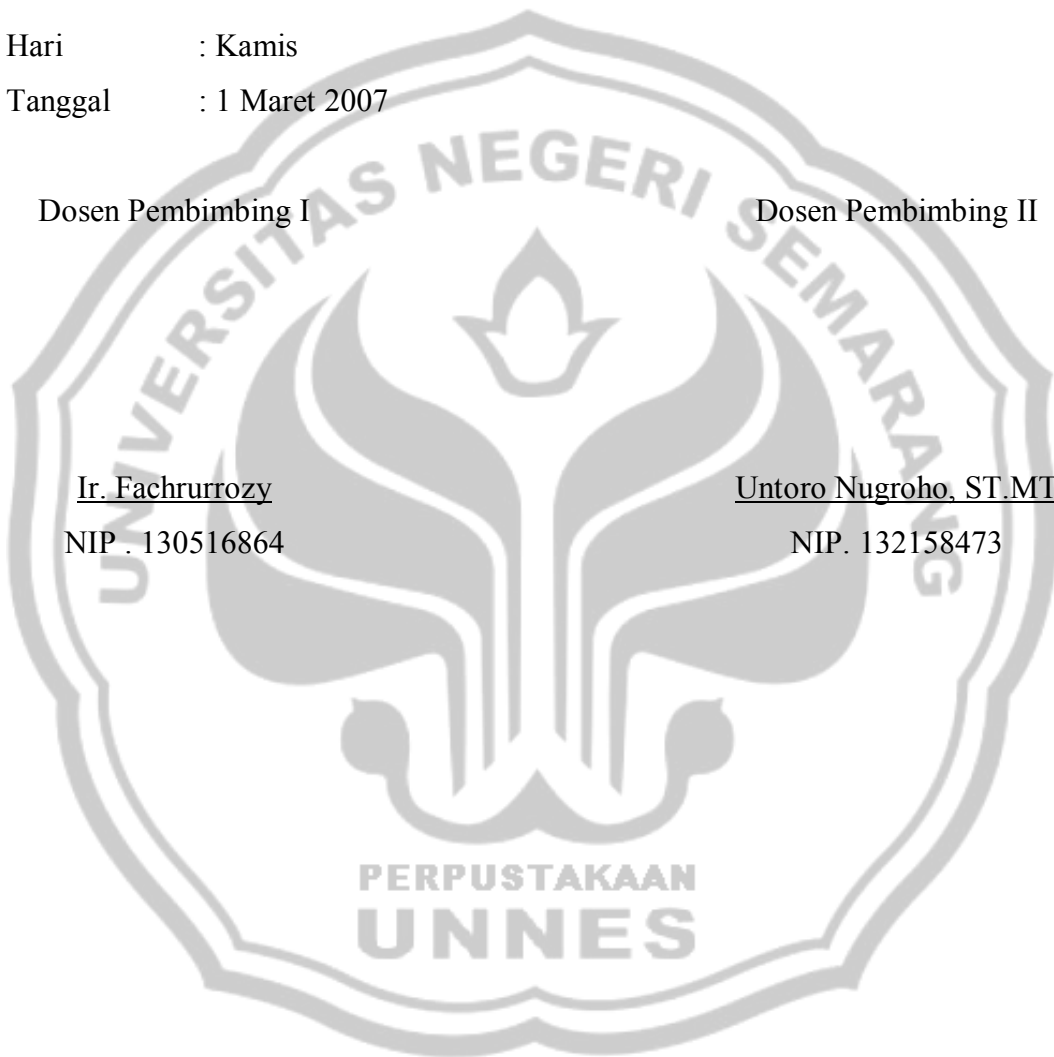 Hari : Kamis
Tanggal : 1 Maret 2007
UNIVERSITAS NEGERI SEMARANG
Dosen Pembimbing I Dosen Pembimbing II
Ir. Fachrurrozy Untoro Nugroho, ST.MT
NIP . 130516864 NIP. 132158473
PERPUSTAKAAN
UNNES